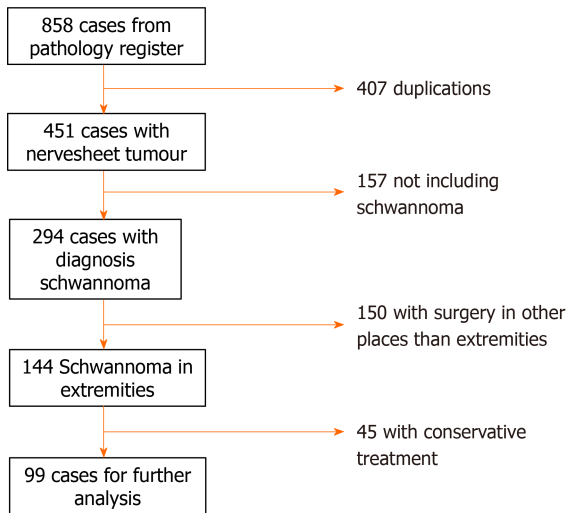 858 cases from
pathology register
407 duplications
451 cases with
nervesheet tumour
157 not including
schwannoma
294 cases with
diagnosis
schwannoma
150 with surgery in other
places than extremities
144 Schwannoma in
extremities
45 with conservative
treatment
99 cases for further
analysis